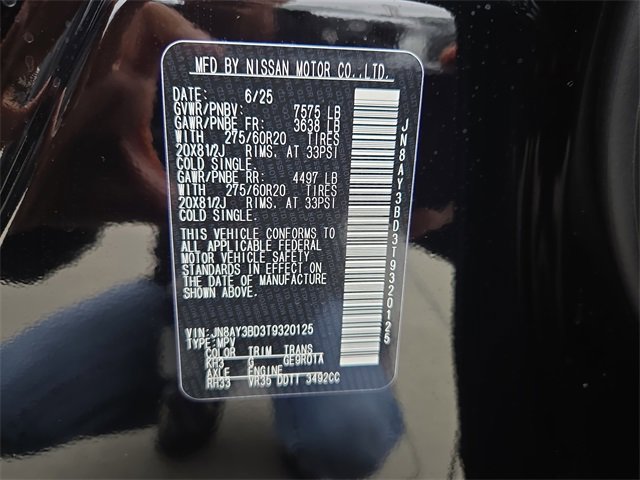 MFD BY NISSAN MOTOR CO.,LTD.
DATE: 6/25
GVWR/PNBV: 7575 LB
GAWR/PNBE FR: 3638 LB
WITH 275/60R20 TIRES
20X81/2J RIMS, AT 33PSI
COLD SINGLE.
GAWR/PNBE RR: 4497 LB
WITH 275/60R20 TIRES
20X81/2J RIMS, AT 33PSI
COLD SINGLE.
THIS VEHICLE CONFORMS TO
ALL APPLICABLE FEDERAL
MOTOR VEHICLE SAFETY
STANDARDS IN EFFECT ON
THE DATE OF MANUFACTURE
SHOWN ABOVE.
VIN: JN8AY3BD3T9320125
TYPE: MPV
COLOR TRIM TRANS
KH3 G GE9R01A
AXLE ENGINE
RH33 VR35 DDTT 3492CC
JN8AY3BD3T9320125